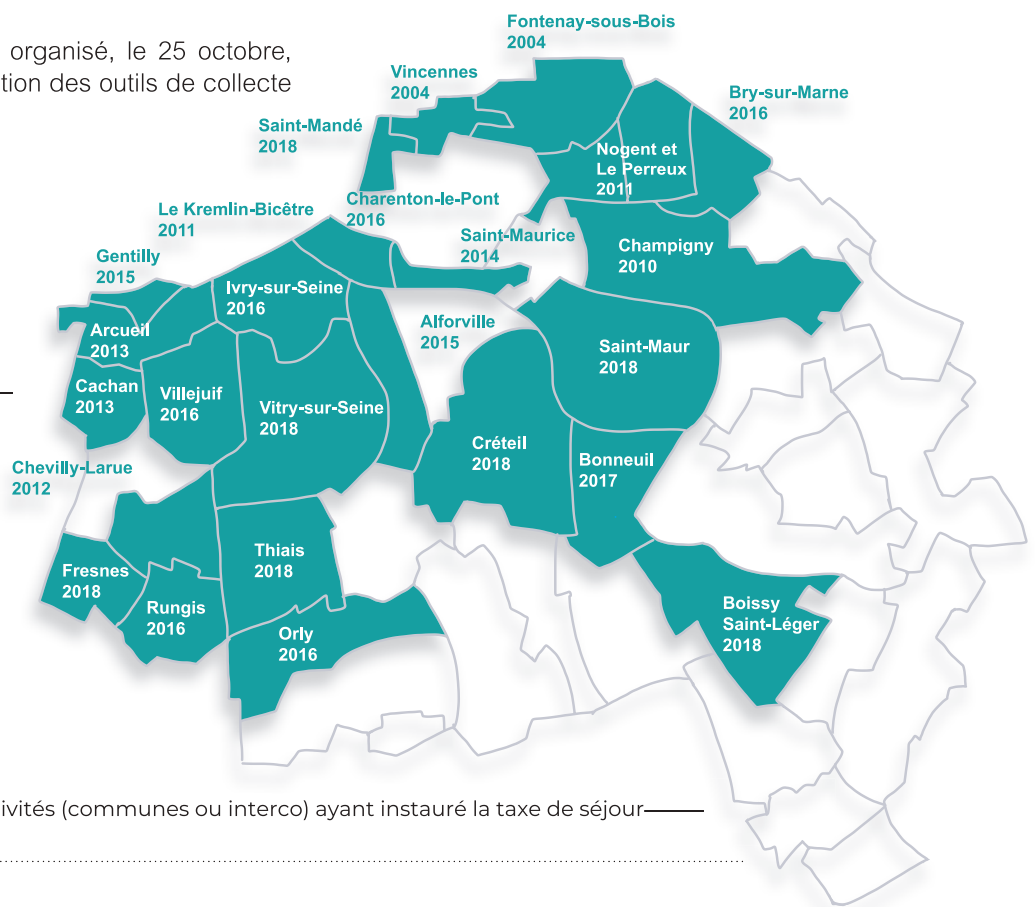 organisé, le 25 octobre,
tion des outils de collecte
Fontenay-sous-Bois
2004
Vincennes
2004
Bry-sur-Marne
2016
Saint-Mandé
2018
Nogent et
Le Perreux
2011
Charenton-le-Pont
2016
Le Kremlin-Bicêtre
2011
Saint-Maurice
2014
Champigny
2010
Gentilly
2015
Ivry-sur-Seine
2016
Arcueil
2013
Alforville
2015
Saint-Maur
2018
Cachan
2013
Villejuif
2016
Vitry-sur-Seine
2018
Créteil
2018
Bonneuil
2017
Chevilly-Larue
2012
Thiais
2018
Fresnes
2018
Rungis
2016
Orly
2016
Boissy
Saint-Léger
2018
ivités (communes ou interco) ayant instauré la taxe de séjour